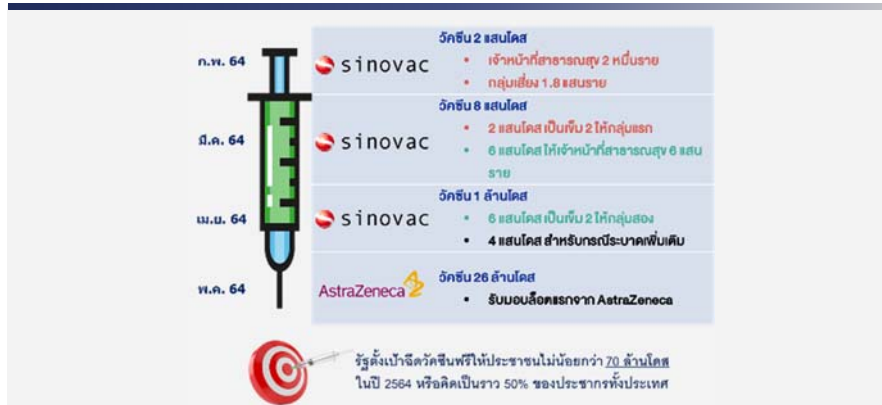 ก.พ. 64
sinovac
วัคซีน 2 แสนโดส
• เจ้าหน้าที่สาธารณสุข 2 หมื่นราย
• กลุ่มเสี่ยง 1.8 แสนราย
มี.ค. 64
sinovac
วัคซีน 8 แสนโดส
• 2 แสนโดส เป็นเข็ม 2 ให้กลุ่มแรก
• 6 แสนโดส ให้เจ้าหน้าที่สาธารณสุข 6 แสน
ราย
เม.ย. 64
sinovac
วัคซีน 1 ล้านโดส
• 6 แสนโดส เป็นเข็ม 2 ให้กลุ่มสอง
• 4 แสนโดส สำหรับกรณีระบาดเพิ่มเติม
พ.ค. 64
AstraZeneca
วัคซีน 26 ล้านโดส
• รับมอบล็อตแรกจาก AstraZeneca
รัฐตั้งเป้าฉีดวัคซีนฟรีให้ประชาชนไม่น้อยกว่า 70 ล้านโดส
ในปี 2564 หรือคิดเป็นราว 50% ของประชากรทั้งประเทศ